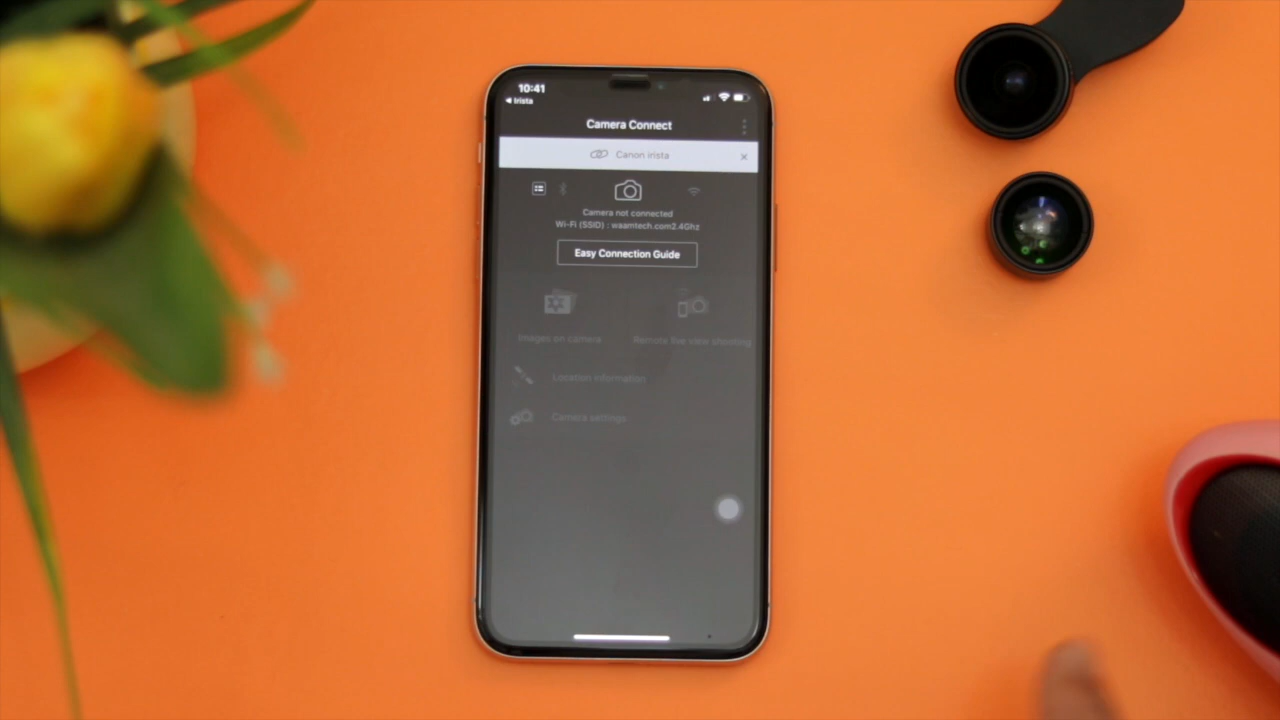 10:41
Irista
Camera Connect
Canon irista
Camera not connected
Wi-Fi (SSID) : waamtech.com2.4Ghz
Easy Connection Guide
Images on camera
Remote live view shooting
Location information
Camera settings